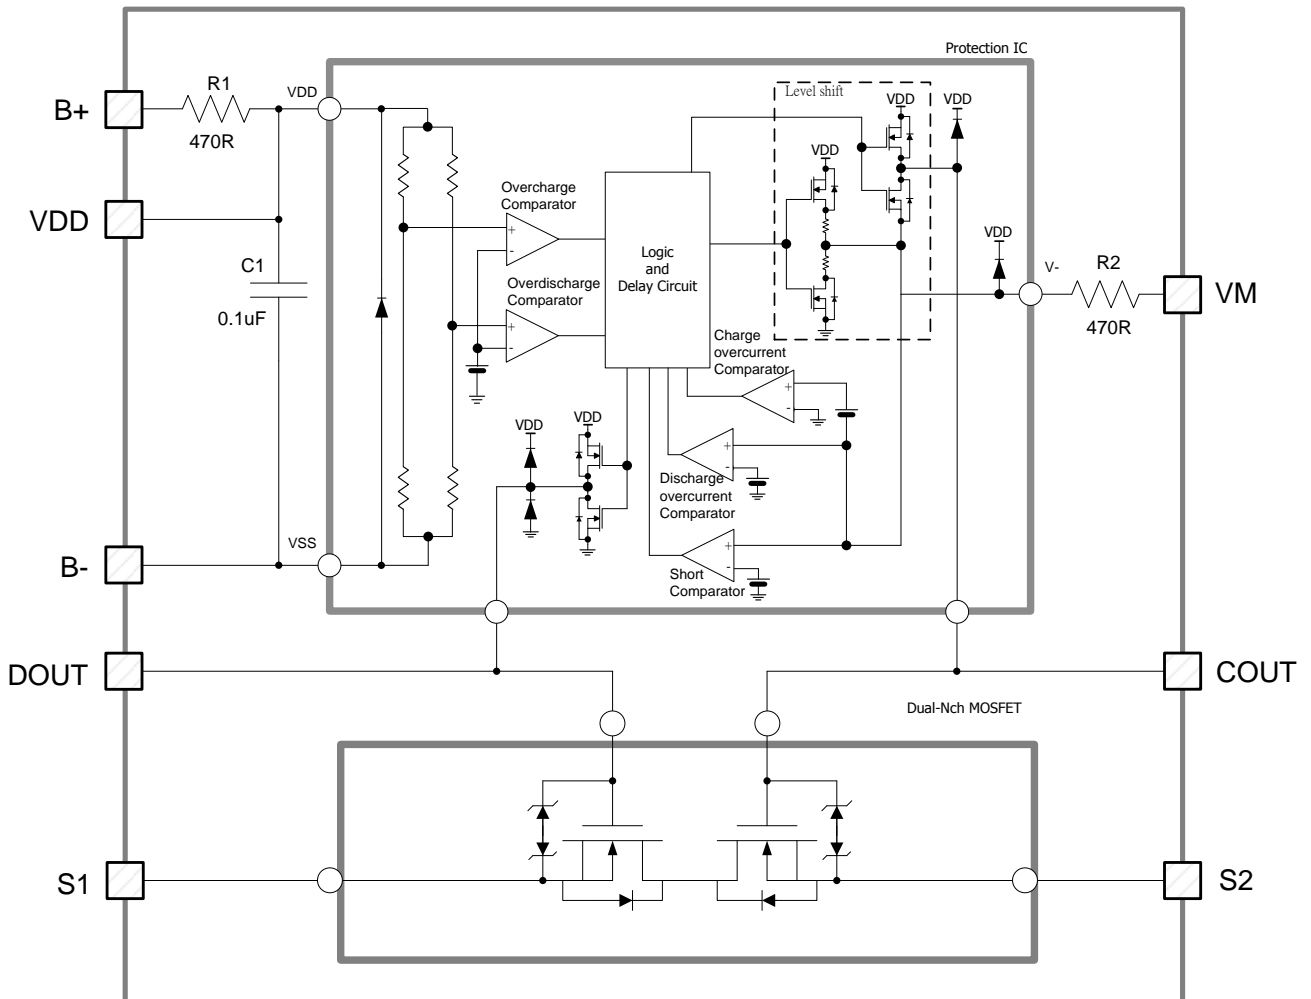 Protection IC
B+
R1
470R
VDD
Level shift
VDD
VDD
VDD
VDD
Overcharge
Comparator
+
-
Logic
and
Delay Circuit
VDD
V-
R2
VM
470R
C1
0.1uF
Overdischarge
Comparator
+
-
Charge
overcurrent
Comparator
+
-
VDD
VDD
+
-
Discharge
overcurrent
Comparator
VSS
B-
+
-
Short
Comparator
DOUT
COUT
Dual-Nch MOSFET
S1
S2